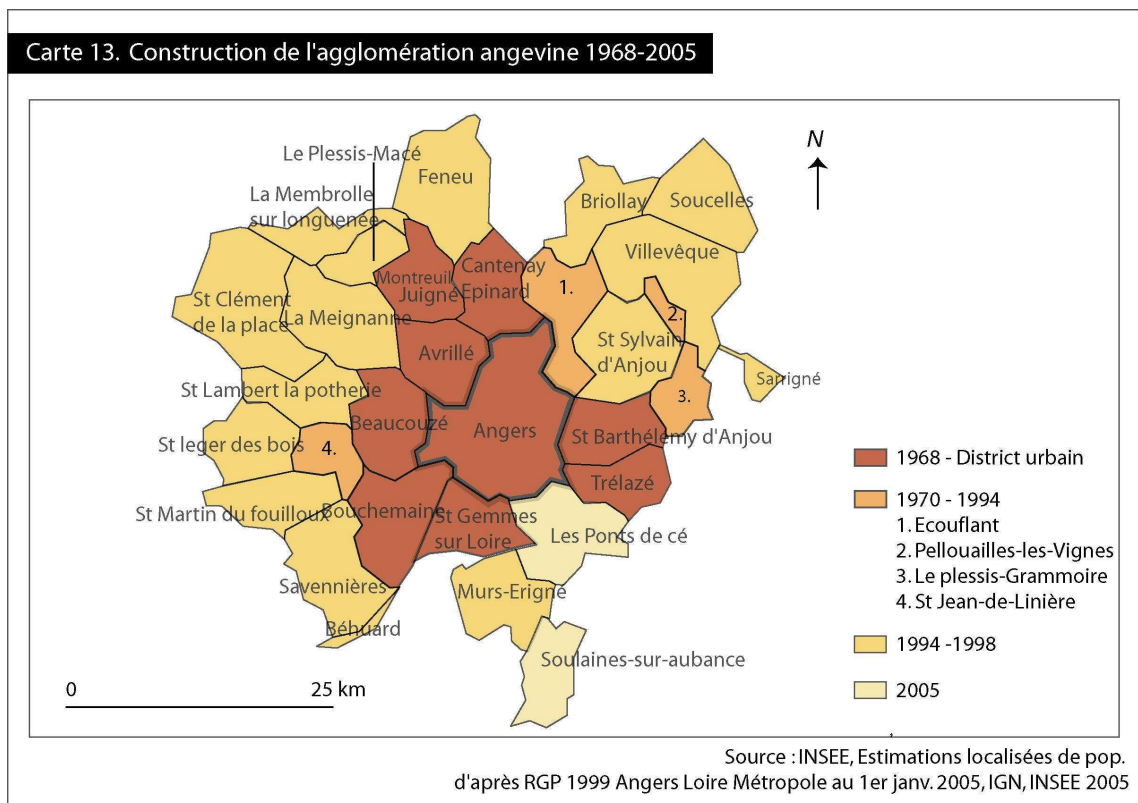 Carte 13. Construction de l'agglomération angevine 1968-2005
N
Le Plessis-Macé
Feneu
La Membrolle
sur longuenée
Briollay
Soucelles
Villevêque
Cantenay
Epinard
1.
Montreuil
Juigné
2.
St Clément
de la place
La Meignanne
St Sylvain
d'Anjou
Avrillé
Sarrigné
St Lambert la potherie
3.
Beaucouzé
Angers
St Barthélemy d'Anjou
St leger des bois
4.
Trélazé
St Martin du fouilloux
Bouchemaine
St Gemmes
sur Loire
Les Ponts de cé
Savennières
Murs-Erigné
Béhuard
Soulaines-sur-aubance
0 25 km
1968 - District urbain
1970 - 1994
1. Ecouflant
2. Pellouailles-les-Vignes
3. Le plessis-Grammoire
4. St Jean-de-Linière
1994 -1998
2005
Source : INSEE, Estimations localisées de pop.
d'après RGP 1999 Angers Loire Métropole au 1er janv. 2005, IGN, INSEE 2005